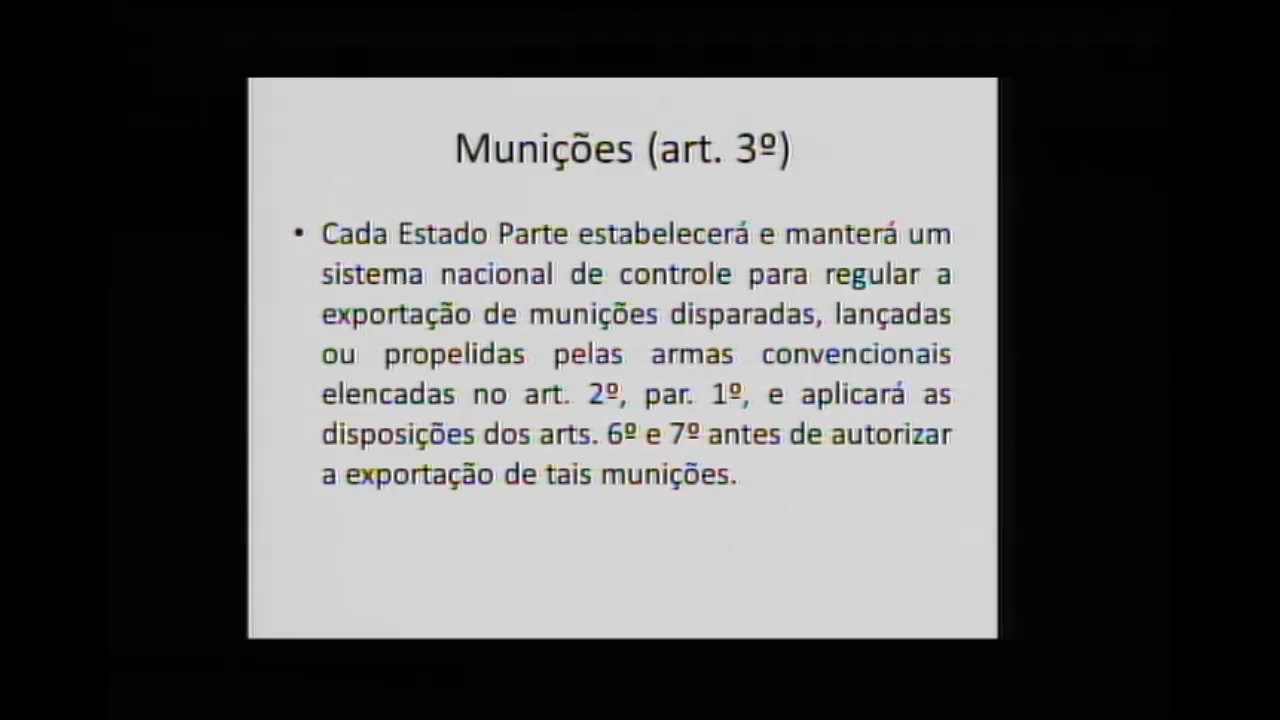 Munições (art. 3º)
• Cada Estado Parte estabelecerá e manterá um
sistema nacional de controle para regular a
exportação de munições disparadas, lançadas
ou propelidas pelas armas convencionais
elencadas no art. 2º, par. 1º, e aplicará as
disposições dos arts. 6º e 7º antes de autorizar
a exportação de tais munições.